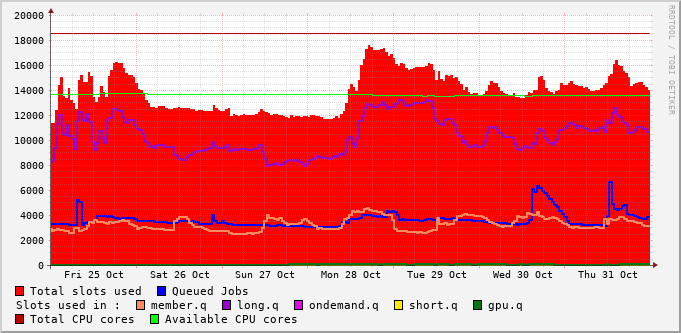 RRDTOOL / TOBI OETIKER
20000
18000
16000
14000
12000
10000
8000
6000
4000
2000
0
Fri 25 Oct Sat 26 Oct Sun 27 Oct Mon 28 Oct Tue 29 Oct Wed 30 Oct Thu 31 Oct
Total slots used Queued Jobs
Slots used in : member.q long.q ondemand.q short.q gpu.q
Total CPU cores Available CPU cores